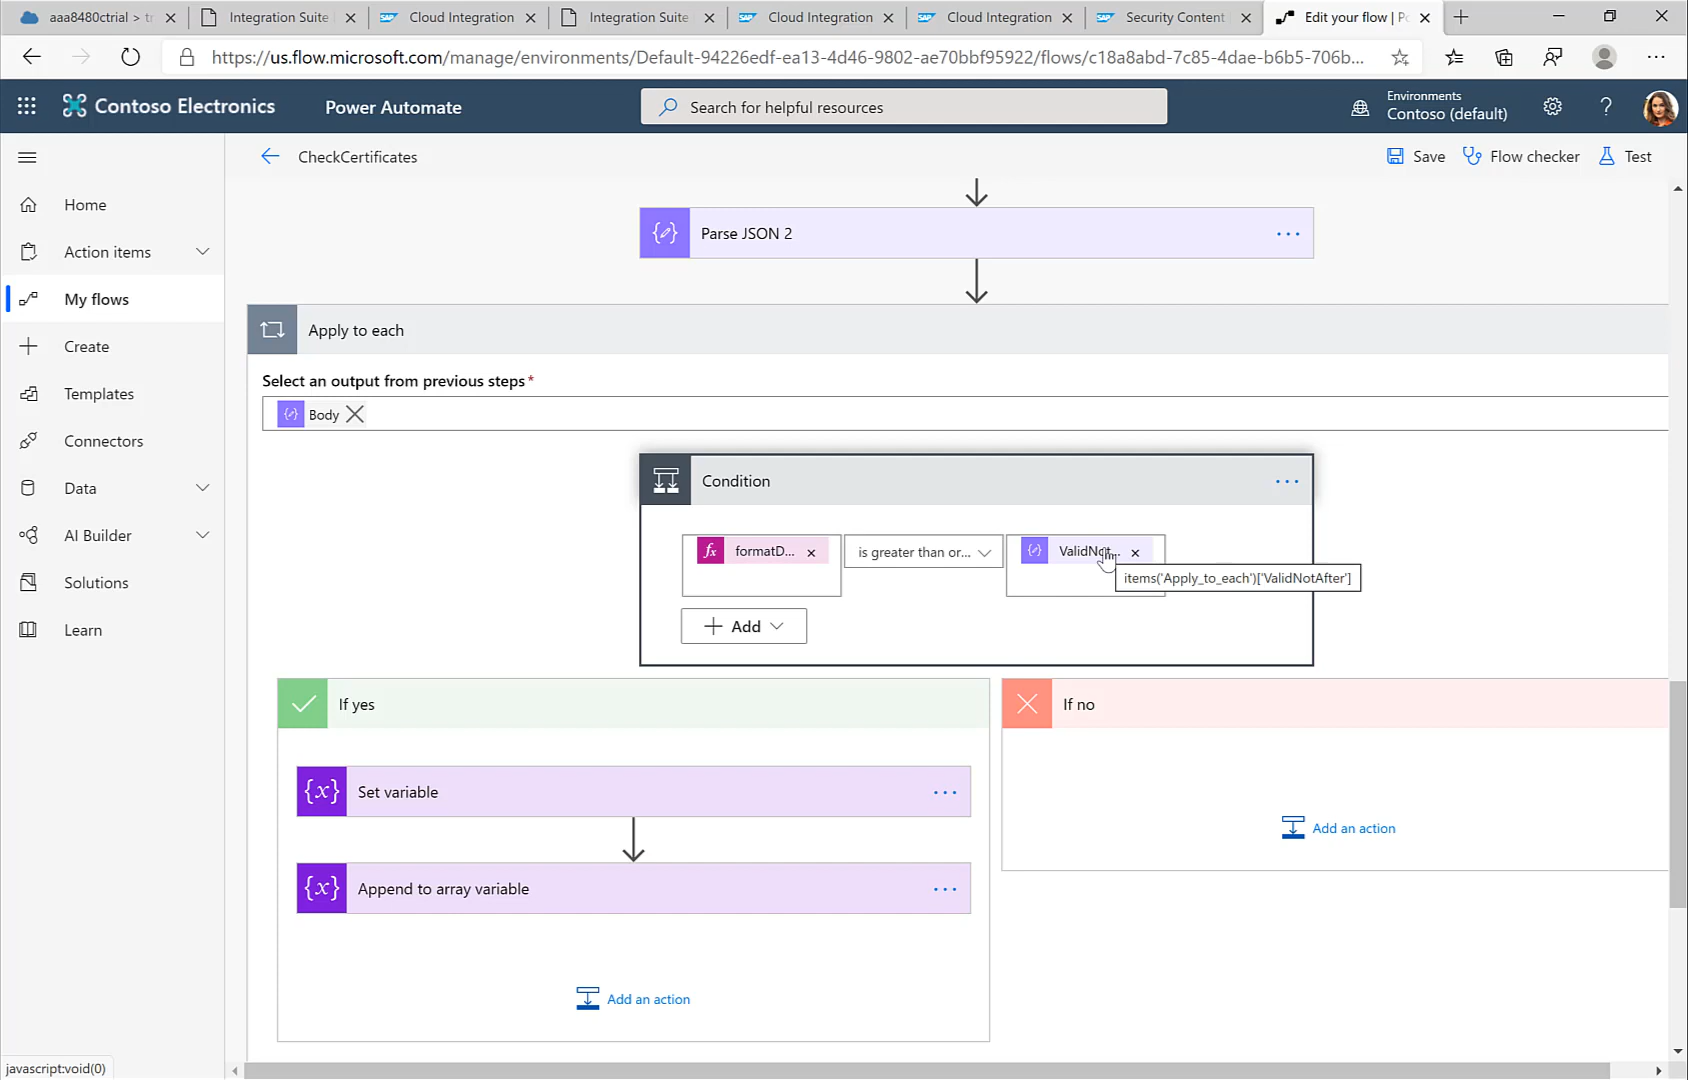 aaa8480ctrial > tr
Integration Suite
Cloud Integration
Integration Suite
Cloud Integration
Cloud Integration
Security Content
Edit your flow | Po
https://us.flow.microsoft.com/manage/environments/Default-94226edf-ea13-4d46-9802-ae70bbf95922/flows/c18a8abd-7c85-4dae-b6b5-706b...
Contoso Electronics
Power Automate
Search for helpful resources
Environments
Contoso (default)
CheckCertificates
Save
Flow checker
Test
Home
Action items
My flows
Create
Templates
Connectors
Data
AI Builder
Solutions
Learn
Parse JSON 2
Apply to each
Select an output from previous steps*
Body
Condition
fx formatD...
is greater than or...
ValidNot...
items('Apply_to_each')['ValidNotAfter']
Add
If yes
If no
{x} Set variable
Add an action
{x} Append to array variable
Add an action
javascript:void(0)